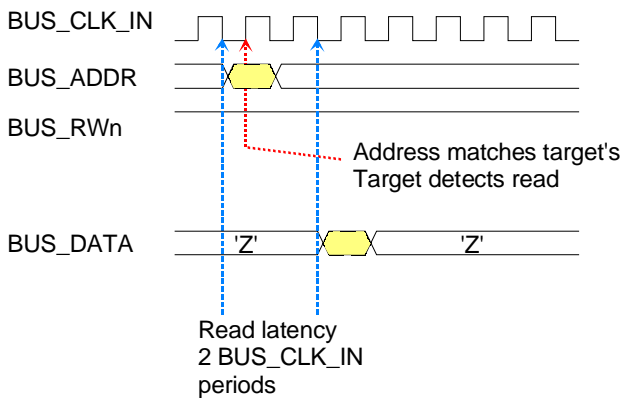 BUS_CLK_IN
BUS_ADDR
BUS_RWn
Address matches target's
Target detects read
BUS_DATA
'Z'
'Z'
Read latency
2 BUS_CLK_IN
periods